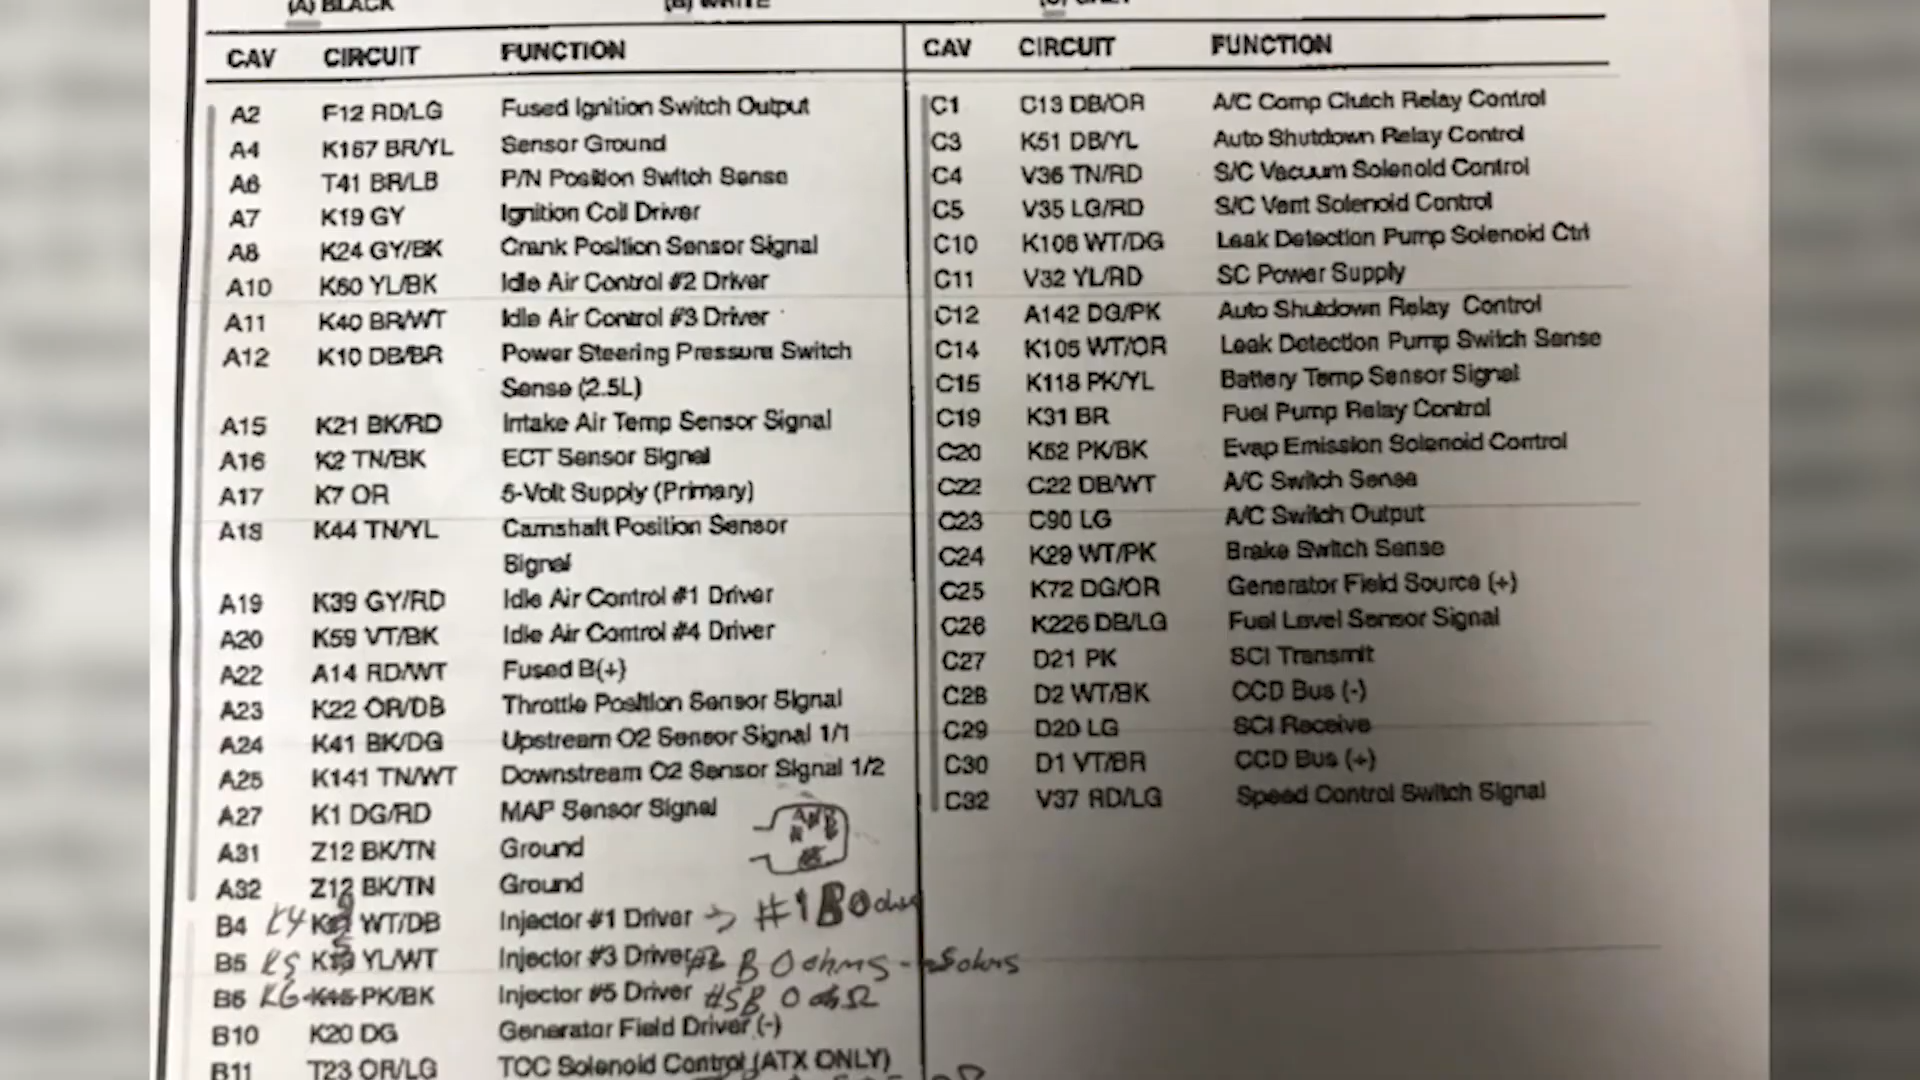 (A) BLACK (B) WHITE
CAV CIRCUIT FUNCTION
A2 F12 RD/LG Fused Ignition Switch Output
A4 K167 BR/YL Sensor Ground
A6 T41 BR/LB P/N Position Switch Sense
A7 K19 GY Ignition Coil Driver
A8 K24 GY/BK Crank Position Sensor Signal
A10 K60 YL/BK Idle Air Control #2 Driver
A11 K40 BR/WT Idle Air Control #3 Driver
A12 K10 DB/BR Power Steering Pressure Switch
Sense (2.5L)
A15 K21 BK/RD Intake Air Temp Sensor Signal
A16 K2 TN/BK ECT Sensor Signal
A17 K7 OR 5-Volt Supply (Primary)
A18 K44 TN/YL Camshaft Position Sensor
Signal
A19 K39 GY/RD Idle Air Control #1 Driver
A20 K59 VT/BK Idle Air Control #4 Driver
A22 A14 RD/WT Fused B(+)
A23 K22 OR/DB Throttle Position Sensor Signal
A24 K41 BK/DG Upstream O2 Sensor Signal 1/1
A25 K141 TN/WT Downstream O2 Sensor Signal 1/2
A27 K1 DG/RD MAP Sensor Signal
A31 Z12 BK/TN Ground
A32 Z12 BK/TN Ground
B4 K4 WT/DB Injector #1 Driver → #1 B 0 ohms
B5 K5 YL/WT Injector #3 Driver B 0 ohms - 5 ohms
B6 K6 K15 PK/BK Injector #5 Driver #5B 0 ohΩ
B10 K20 DG Generator Field Driver (-)
B11 T23 OR/LG TCC Solenoid Control (ATX ONLY)
CAV CIRCUIT FUNCTION
C1 C13 DB/OR A/C Comp Clutch Relay Control
C3 K51 DB/YL Auto Shutdown Relay Control
C4 V36 TN/RD S/C Vacuum Solenoid Control
C5 V35 LG/RD S/C Vent Solenoid Control
C10 K106 WT/DG Leak Detection Pump Solenoid Ctrl
C11 V32 YL/RD SC Power Supply
C12 A142 DG/PK Auto Shutdown Relay Control
C14 K105 WT/OR Leak Detection Pump Switch Sense
C15 K118 PK/YL Battery Temp Sensor Signal
C19 K31 BR Fuel Pump Relay Control
C20 K52 PK/BK Evap Emission Solenoid Control
C22 C22 DB/WT A/C Switch Sense
C23 C90 LG A/C Switch Output
C24 K29 WT/PK Brake Switch Sense
C25 K72 DG/OR Generator Field Source (+)
C26 K226 DB/LG Fuel Level Sensor Signal
C27 D21 PK SCI Transmit
C28 D2 WT/BK CCD Bus (-)
C29 D20 LG SCI Receive
C30 D1 VT/BR CCD Bus (+)
C32 V37 RD/LG Speed Control Switch Signal